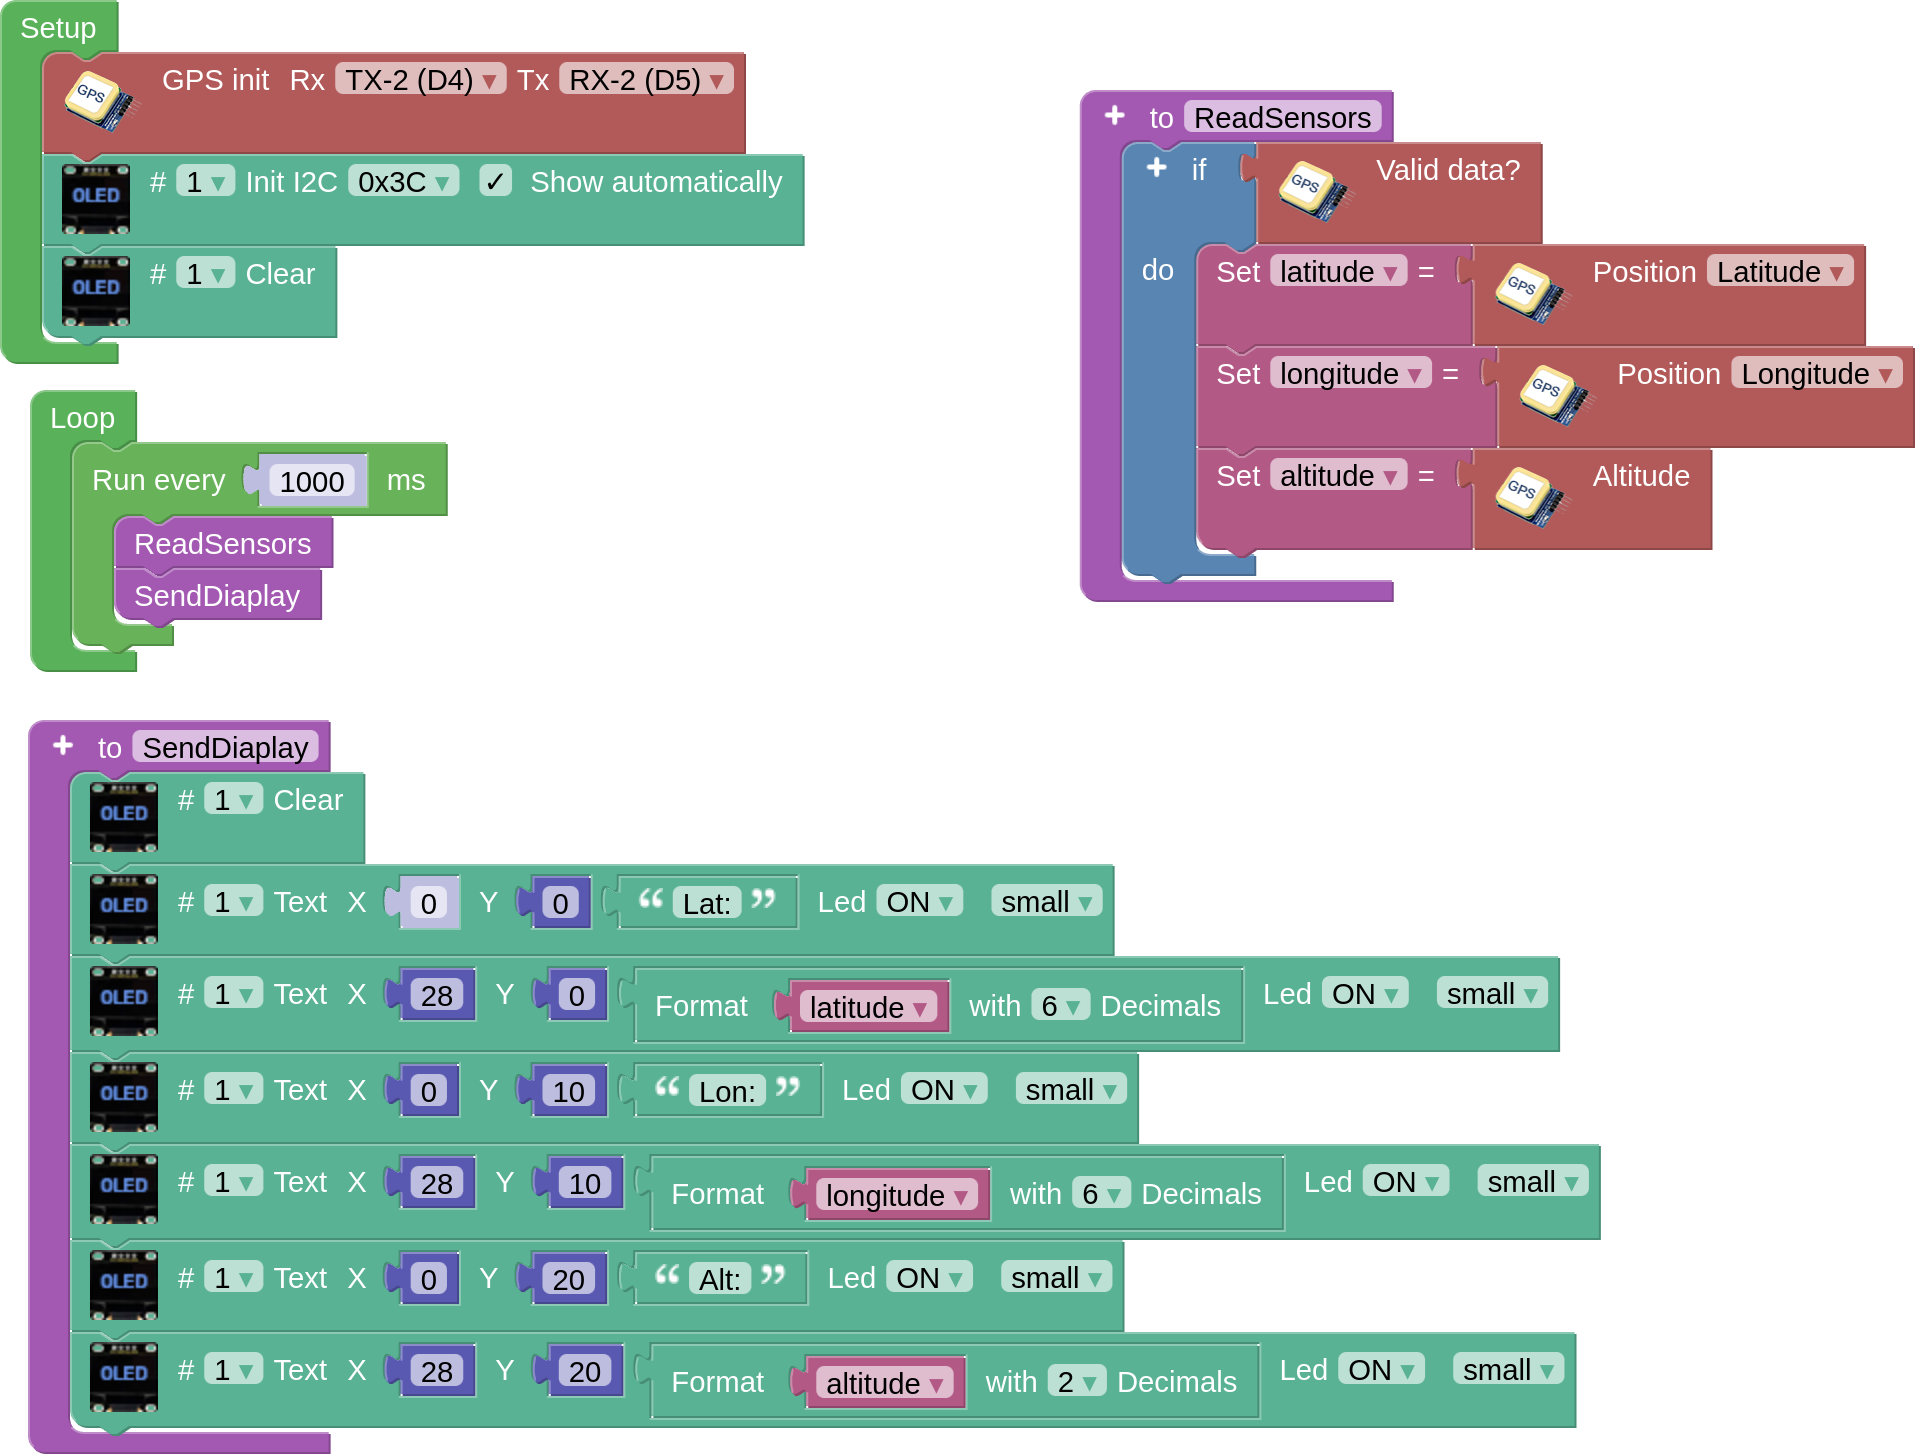 Setup
GPS GPS init Rx TX-2 (D4) ▾ Tx RX-2 (D5) ▾
OLED # 1 ▾ Init I2C 0x3C ▾ ✓ Show automatically
OLED # 1 ▾ Clear
Loop
Run every 1000 ms
ReadSensors
SendDiaplay
to ReadSensors
if GPS Valid data?
do Set latitude ▾ = GPS Position Latitude ▾
Set longitude ▾ = GPS Position Longitude ▾
Set altitude ▾ = GPS Altitude
to SendDiaplay
OLED # 1 ▾ Clear
OLED # 1 ▾ Text X 0 Y 0 “ Lat: ” Led ON ▾ small ▾
OLED # 1 ▾ Text X 28 Y 0 Format latitude ▾ with 6 ▾ Decimals Led ON ▾ small ▾
OLED # 1 ▾ Text X 0 Y 10 “ Lon: ” Led ON ▾ small ▾
OLED # 1 ▾ Text X 28 Y 10 Format longitude ▾ with 6 ▾ Decimals Led ON ▾ small ▾
OLED # 1 ▾ Text X 0 Y 20 “ Alt: ” Led ON ▾ small ▾
OLED # 1 ▾ Text X 28 Y 20 Format altitude ▾ with 2 ▾ Decimals Led ON ▾ small ▾